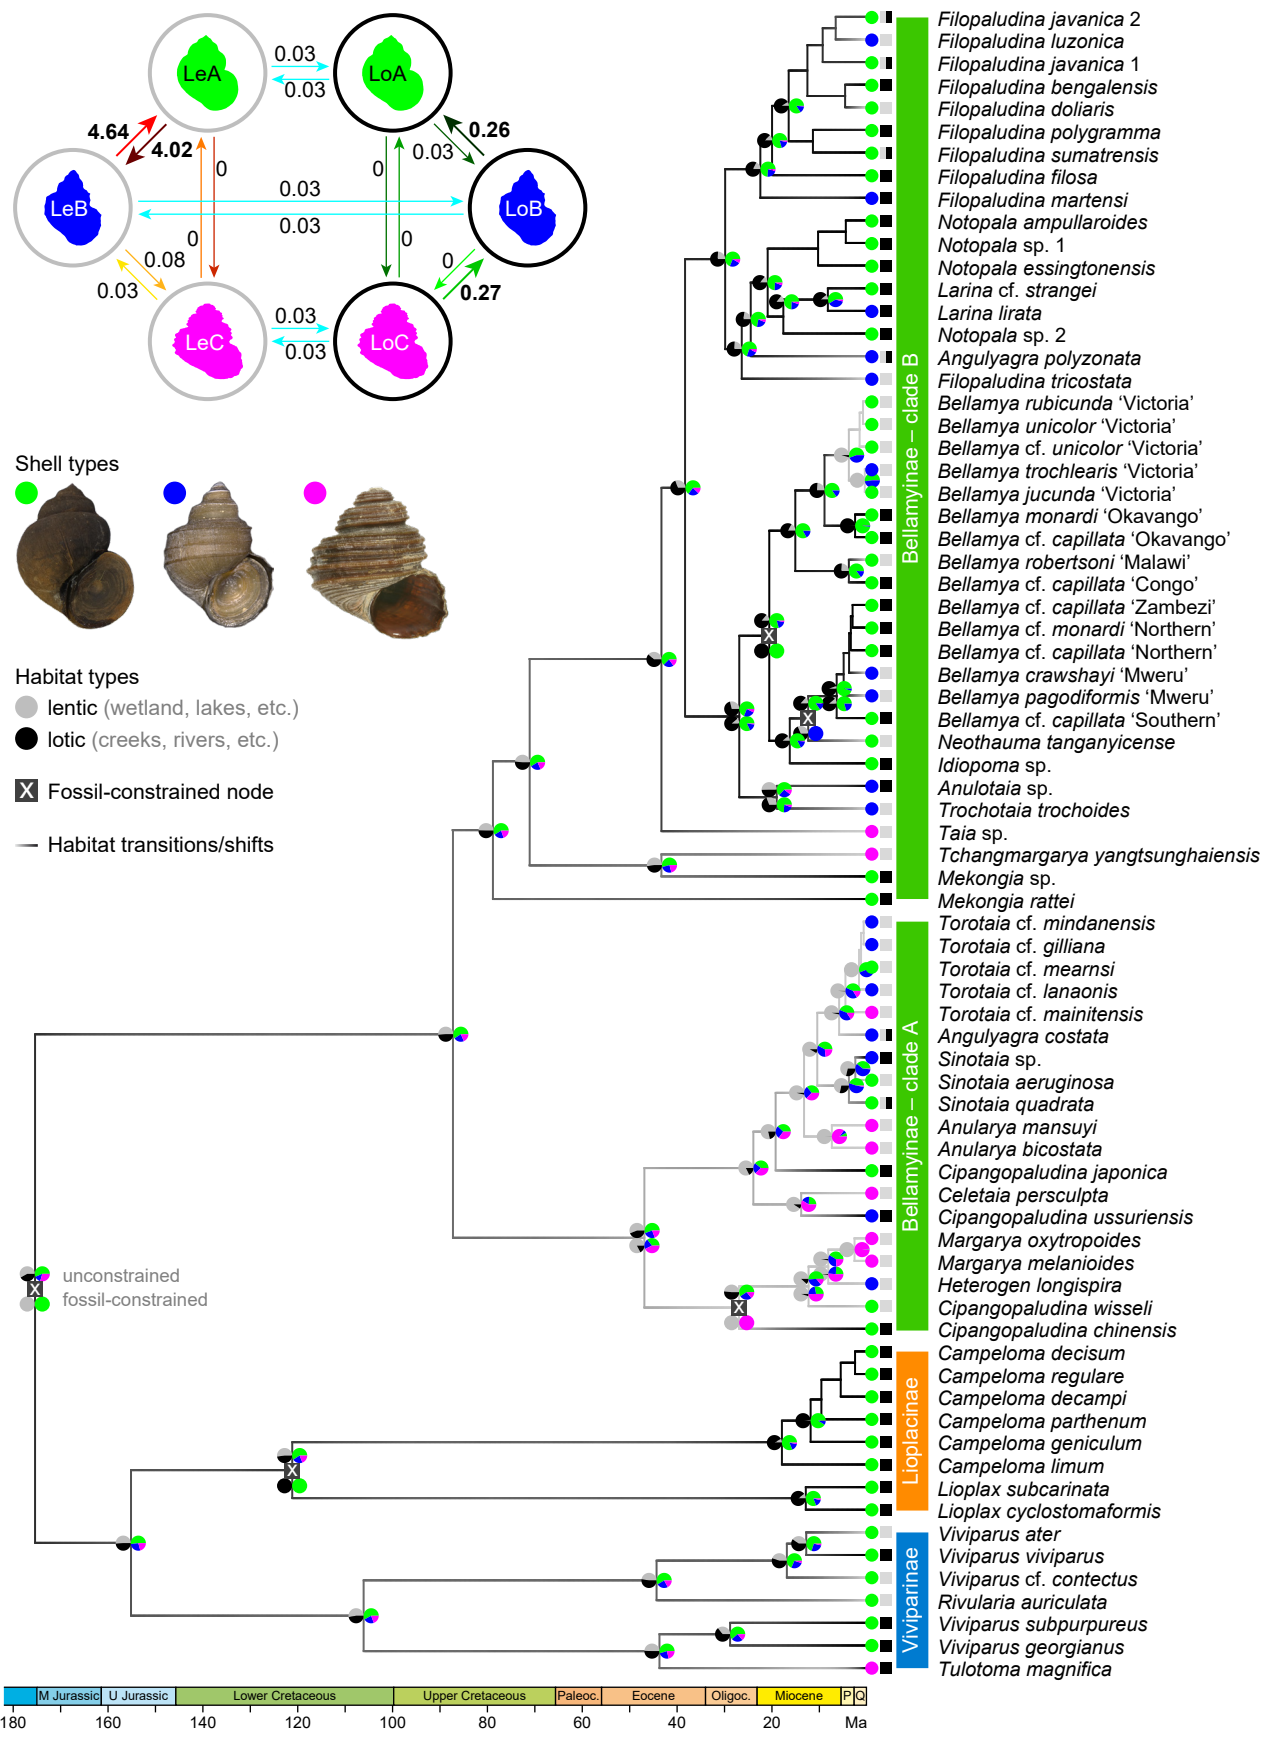 LeA
0.03
0.03
LoA
4.64
4.02
0.26
0.03
0
0
LeB
0.03
0.03
LoB
0
0
0.08
0.03
0
0.27
LeC
0.03
0.03
LoC
Shell types
Habitat types
lentic (wetland, lakes, etc.)
lotic (creeks, rivers, etc.)
X Fossil-constrained node
Habitat transitions/shifts
X
X
X
unconstrained
X
fossil-constrained
X
Filopaludina javanica 2
Filopaludina luzonica
Filopaludina javanica 1
Filopaludina bengalensis
Filopaludina doliaris
Filopaludina polygramma
Filopaludina sumatrensis
Filopaludina filosa
Filopaludina martensi
Notopala ampullaroides
Notopala sp. 1
Notopala essingtonensis
Larina cf. strangei
Larina lirata
Notopala sp. 2
Angulyagra polyzonata
Filopaludina tricostata
Bellamya rubicunda ‘Victoria’
Bellamya unicolor ‘Victoria’
Bellamya cf. unicolor ‘Victoria’
Bellamya trochlearis ‘Victoria’
Bellamya jucunda ‘Victoria’
Bellamya monardi ‘Okavango’
Bellamya cf. capillata ‘Okavango’
Bellamya robertsoni ‘Malawi’
Bellamya cf. capillata ‘Congo’
Bellamya cf. capillata ‘Zambezi’
Bellamya cf. monardi ‘Northern’
Bellamya cf. capillata ‘Northern’
Bellamya crawshayi ‘Mweru’
Bellamya pagodiformis ‘Mweru’
Bellamya cf. capillata ‘Southern’
Neothauma tanganyicense
Idiopoma sp.
Anulotaia sp.
Trochotaia trochoides
Taia sp.
Tchangmargarya yangtsunghaiensis
Mekongia sp.
Mekongia rattei
Bellamyinae – clade B
Torotaia cf. mindanensis
Torotaia cf. gilliana
Torotaia cf. mearnsi
Torotaia cf. lanaonis
Torotaia cf. mainitensis
Angulyagra costata
Sinotaia sp.
Sinotaia aeruginosa
Sinotaia quadrata
Anularya mansuyi
Anularya bicostata
Cipangopaludina japonica
Celetaia persculpta
Cipangopaludina ussuriensis
Margarya oxytropoides
Margarya melanioides
Heterogen longispira
Cipangopaludina wisseli
Cipangopaludina chinensis
Bellamyinae – clade A
Campeloma decisum
Campeloma regulare
Campeloma decampi
Campeloma parthenum
Campeloma geniculum
Campeloma limum
Lioplax subcarinata
Lioplax cyclostomaformis
Lioplacinae
Viviparus ater
Viviparus viviparus
Viviparus cf. contectus
Rivularia auriculata
Viviparus subpurpureus
Viviparus georgianus
Tulotoma magnifica
Viviparinae
M Jurassic U Jurassic Lower Cretaceous Upper Cretaceous Paleoc. Eocene Oligoc. Miocene P Q
180 160 140 120 100 80 60 40 20 Ma